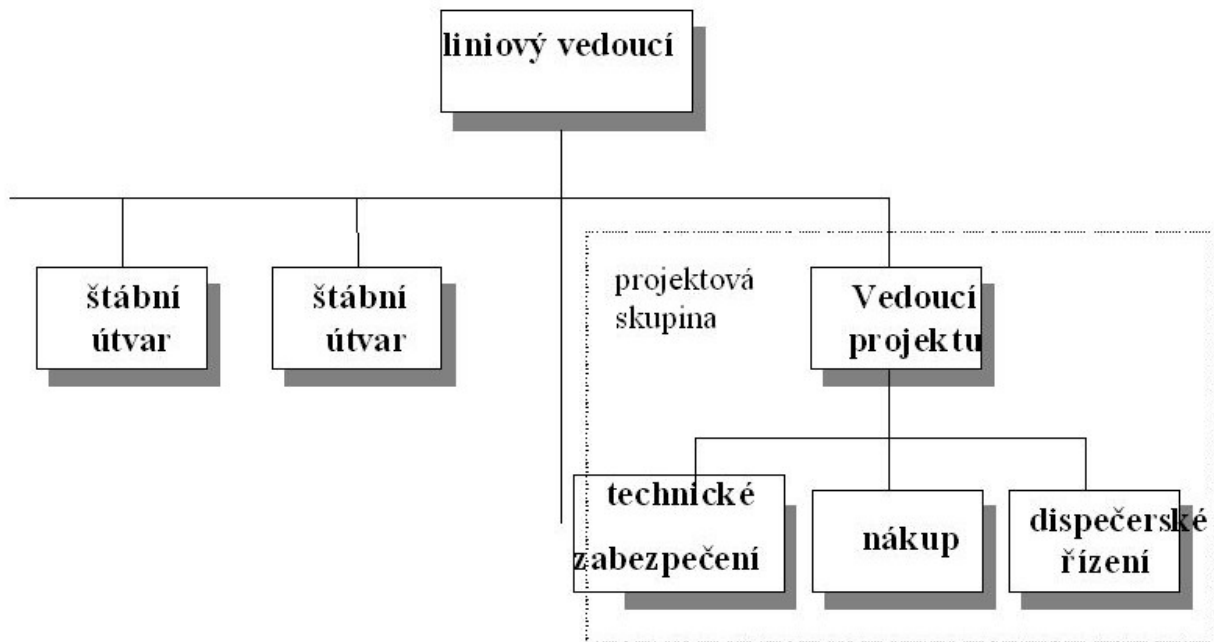 liniový vedoucí
štábní
útvar
štábní
útvar
projektová
skupina
Vedoucí
projektu
technické
zabezpečení
nákup
dispečerské
řízení